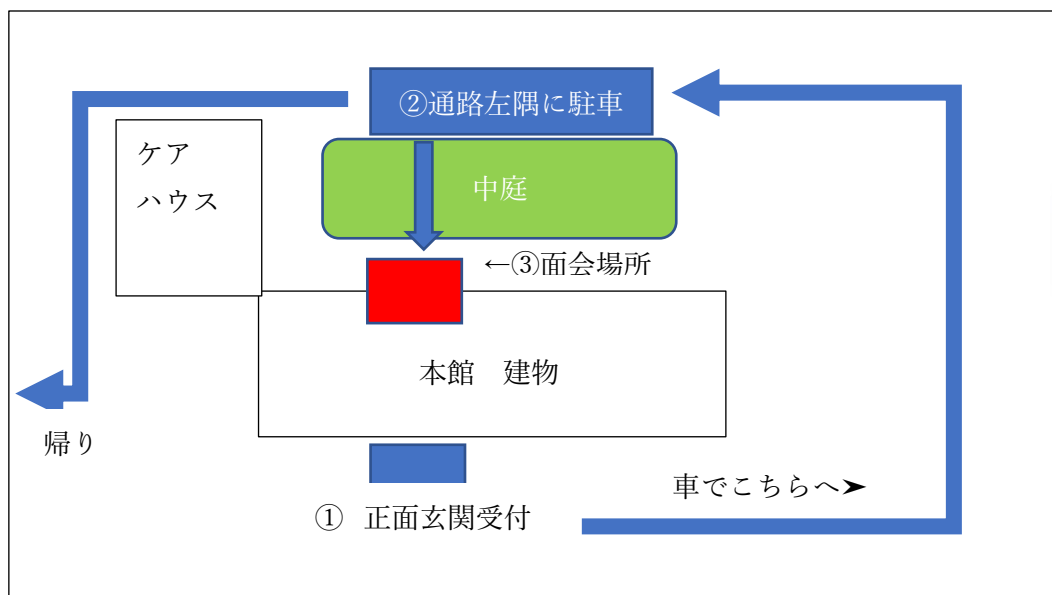 ②通路左隅に駐車
ケア
ハウス
中庭
←③面会場所
本館　建物
帰り
車でこちらへ➤
①　正面玄関受付